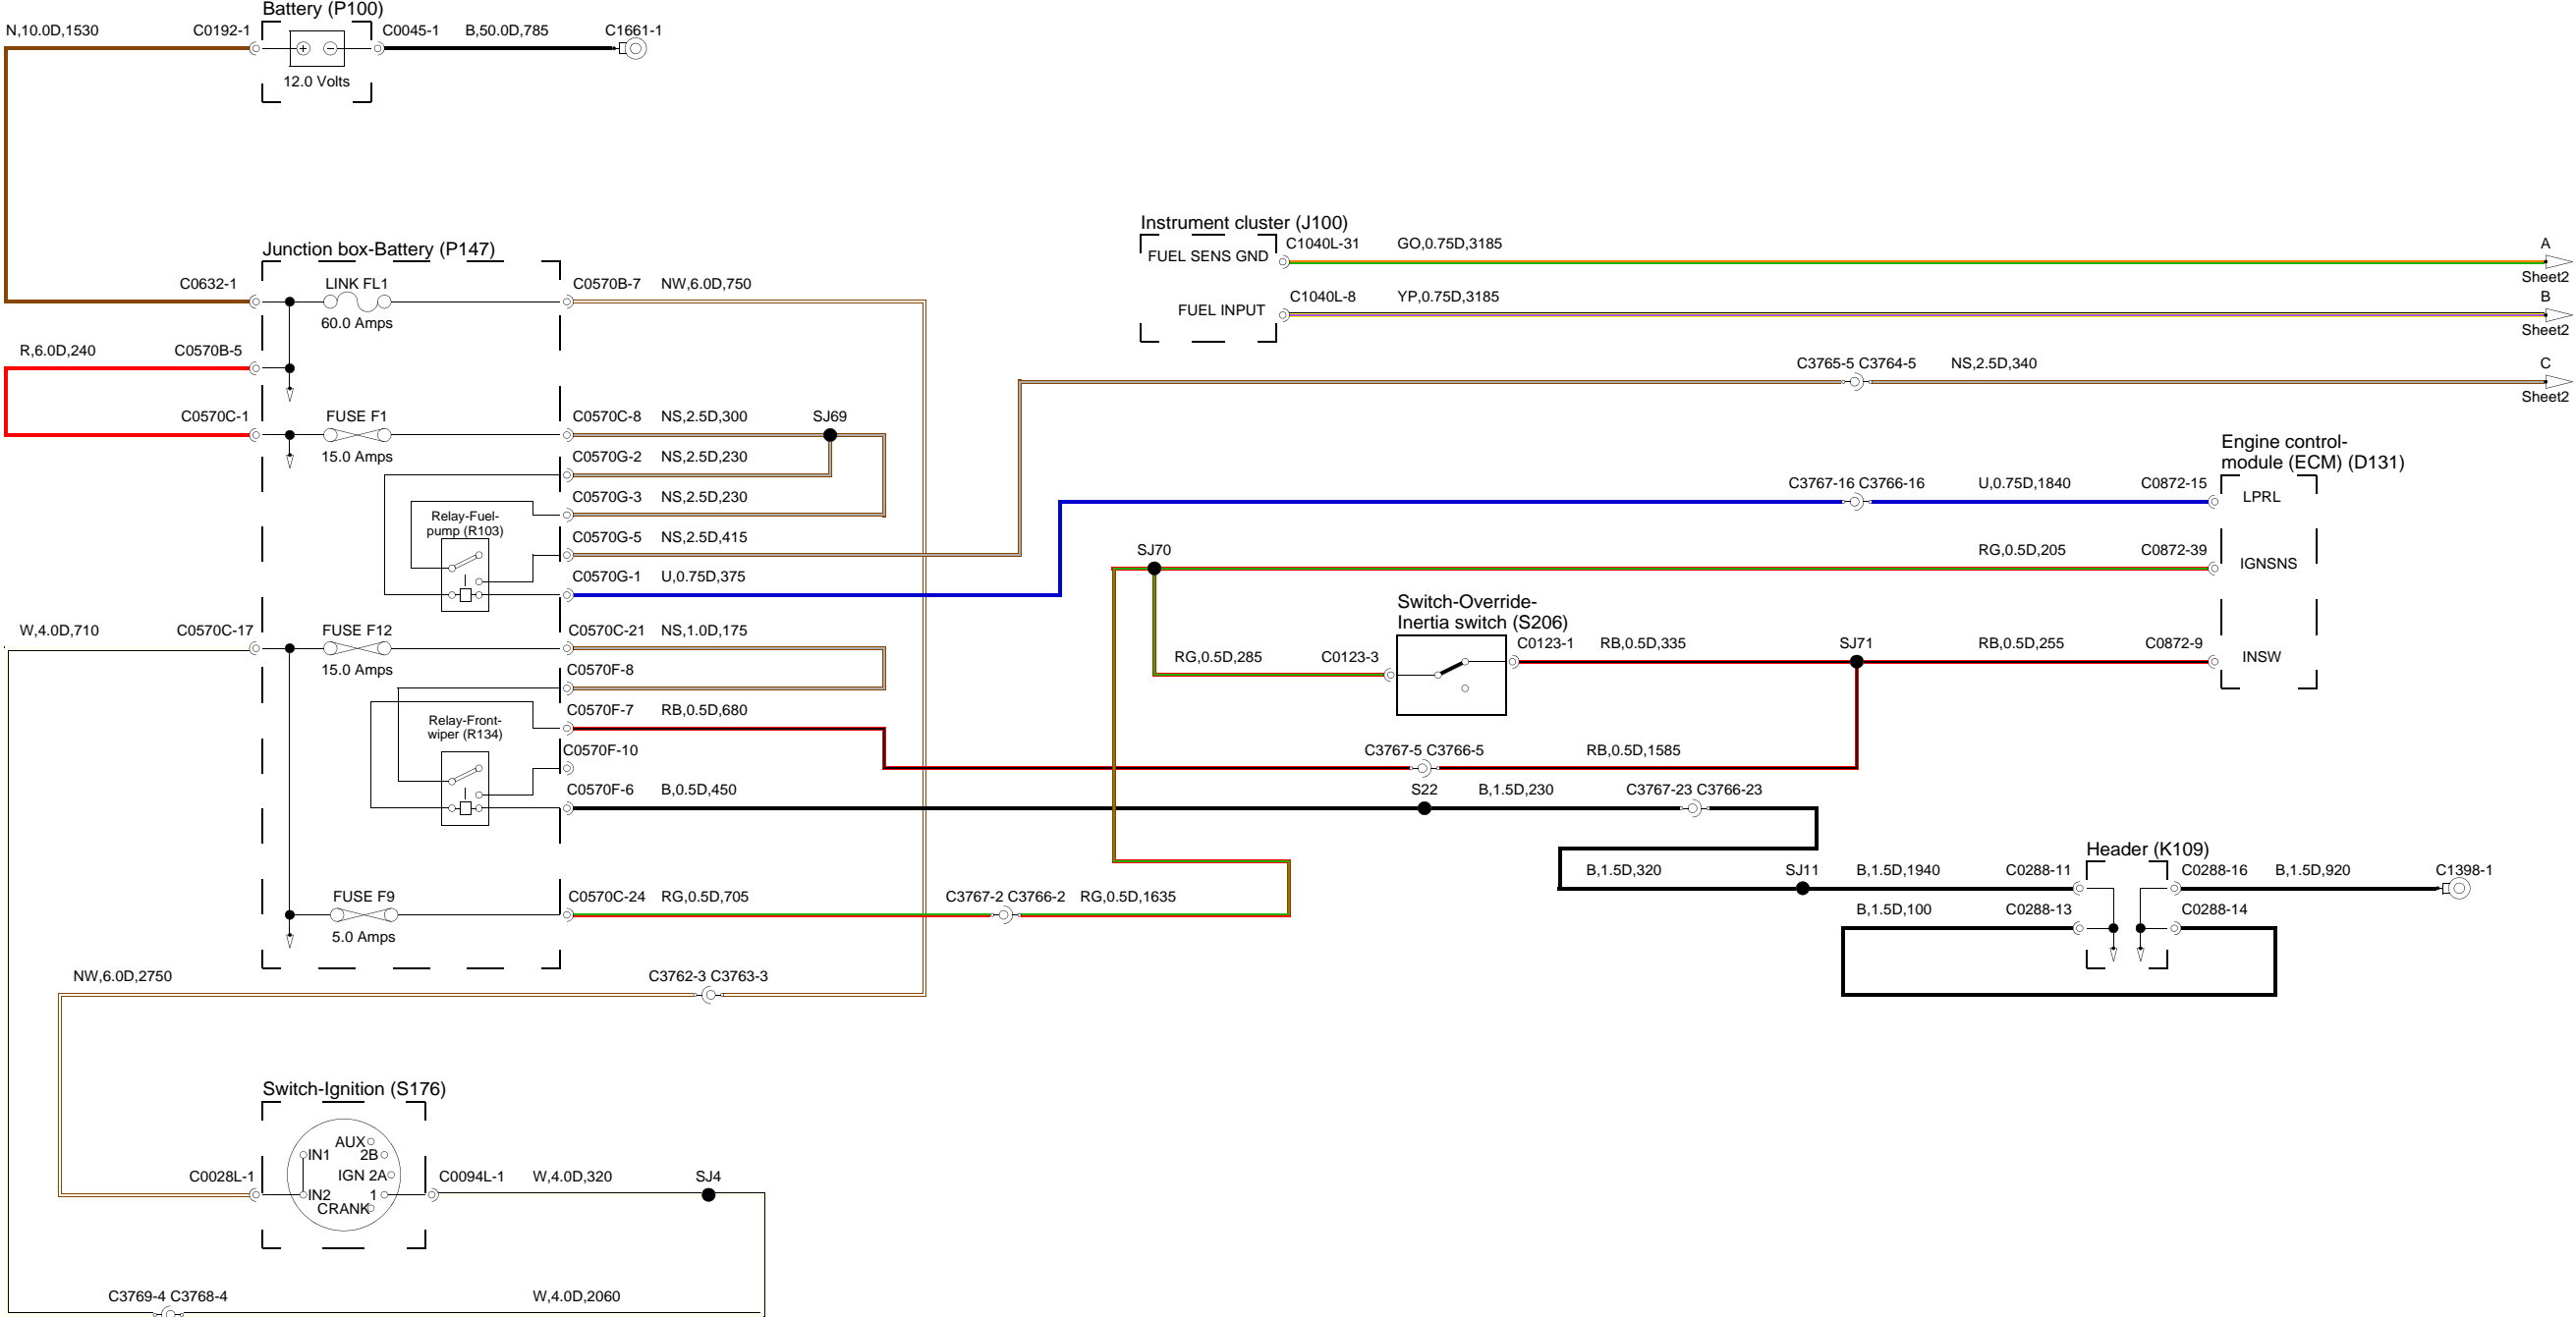 Battery (P100)
N,10.0D,1530 C0192-1 C0045-1 B,50.0D,785 C1661-1
12.0 Volts
Instrument cluster (J100)
C1040L-31 GO,0.75D,3185 A
FUEL SENS GND
Sheet2
C1040L-8 YP,0.75D,3185 B
FUEL INPUT
Sheet2
Junction box-Battery (P147)
C0632-1 LINK FL1 C0570B-7 NW,6.0D,750
60.0 Amps
R,6.0D,240 C0570B-5
C3765-5 C3764-5 NS,2.5D,340 C
Sheet2
C0570C-1 FUSE F1 C0570C-8 NS,2.5D,300 SJ69
15.0 Amps
C0570G-2 NS,2.5D,230
Engine control-
module (ECM) (D131)
C3767-16 C3766-16 U,0.75D,1840 C0872-15
LPRL
C0570G-3 NS,2.5D,230
Relay-Fuel-
pump (R103)
C0570G-5 NS,2.5D,415
SJ70 RG,0.5D,205 C0872-39
IGNSNS
C0570G-1 U,0.75D,375
Switch-Override-
Inertia switch (S206)
W,4.0D,710 C0570C-17 FUSE F12 C0570C-21 NS,1.0D,175
15.0 Amps
C0123-1 RB,0.5D,335 SJ71 RB,0.5D,255 C0872-9
RG,0.5D,285 C0123-3
INSW
C0570F-8
C0570F-7 RB,0.5D,680
Relay-Front-
wiper (R134)
C0570F-10
C3767-5 C3766-5 RB,0.5D,1585
C0570F-6 B,0.5D,450 S22 B,1.5D,230 C3767-23 C3766-23
Header (K109)
B,1.5D,320 SJ11 B,1.5D,1940 C0288-11 C0288-16 B,1.5D,920 C1398-1
FUSE F9 C0570C-24 RG,0.5D,705 C3767-2 C3766-2 RG,0.5D,1635
5.0 Amps
B,1.5D,100 C0288-13 C0288-14
NW,6.0D,2750 C3762-3 C3763-3
Switch-Ignition (S176)
AUX
IN1 2B
IGN 2A
C0028L-1 C0094L-1 W,4.0D,320 SJ4
IN2 1
CRANK
C3769-4 C3768-4 W,4.0D,2060